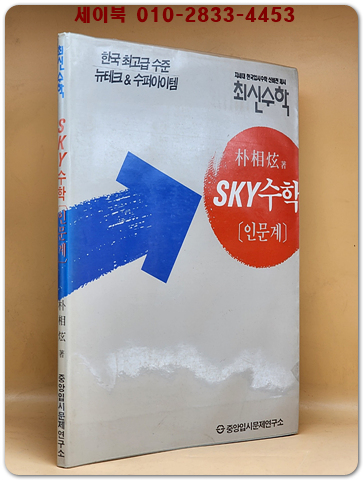 세이북 010-2833-4453
한국 최고급 수준
뉴테크 & 수퍼아이템
최신수학
朴相炫 著
SKY수학
[인문계]
중앙입시문제연구소
최신수학
SKY수학
[인문계]
朴相炫 著
중앙입시문제연구소